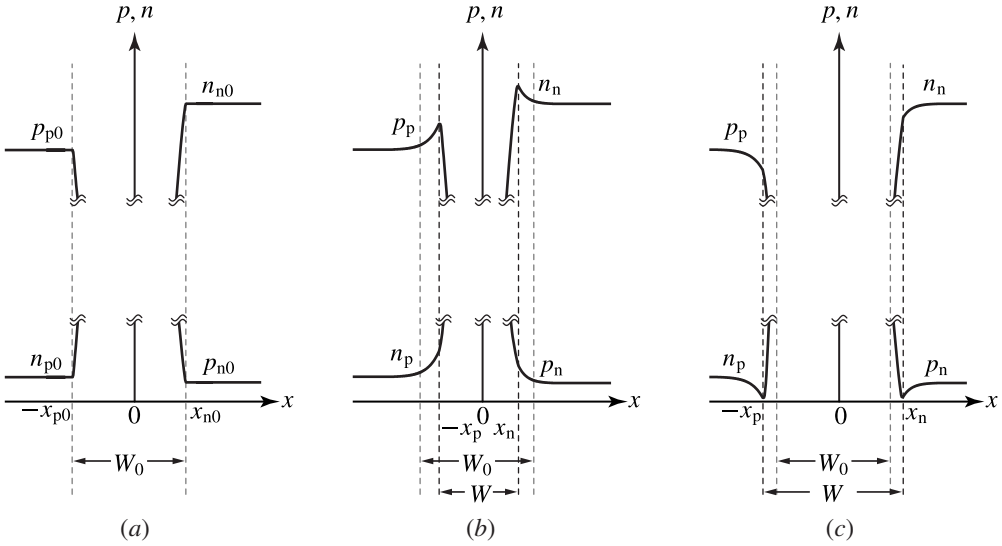 p, n
p, n
p, n
n_n0
n_n
n_n
p_p0
p_p
p_p
n_p0
p_n0
n_p
p_n
n_p
p_n
x
x
x
−x_p0
0
x_n0
0
−x_p
x_n
−x_p
0
x_n
W_0
W_0
W_0
W
W
(a)
(b)
(c)